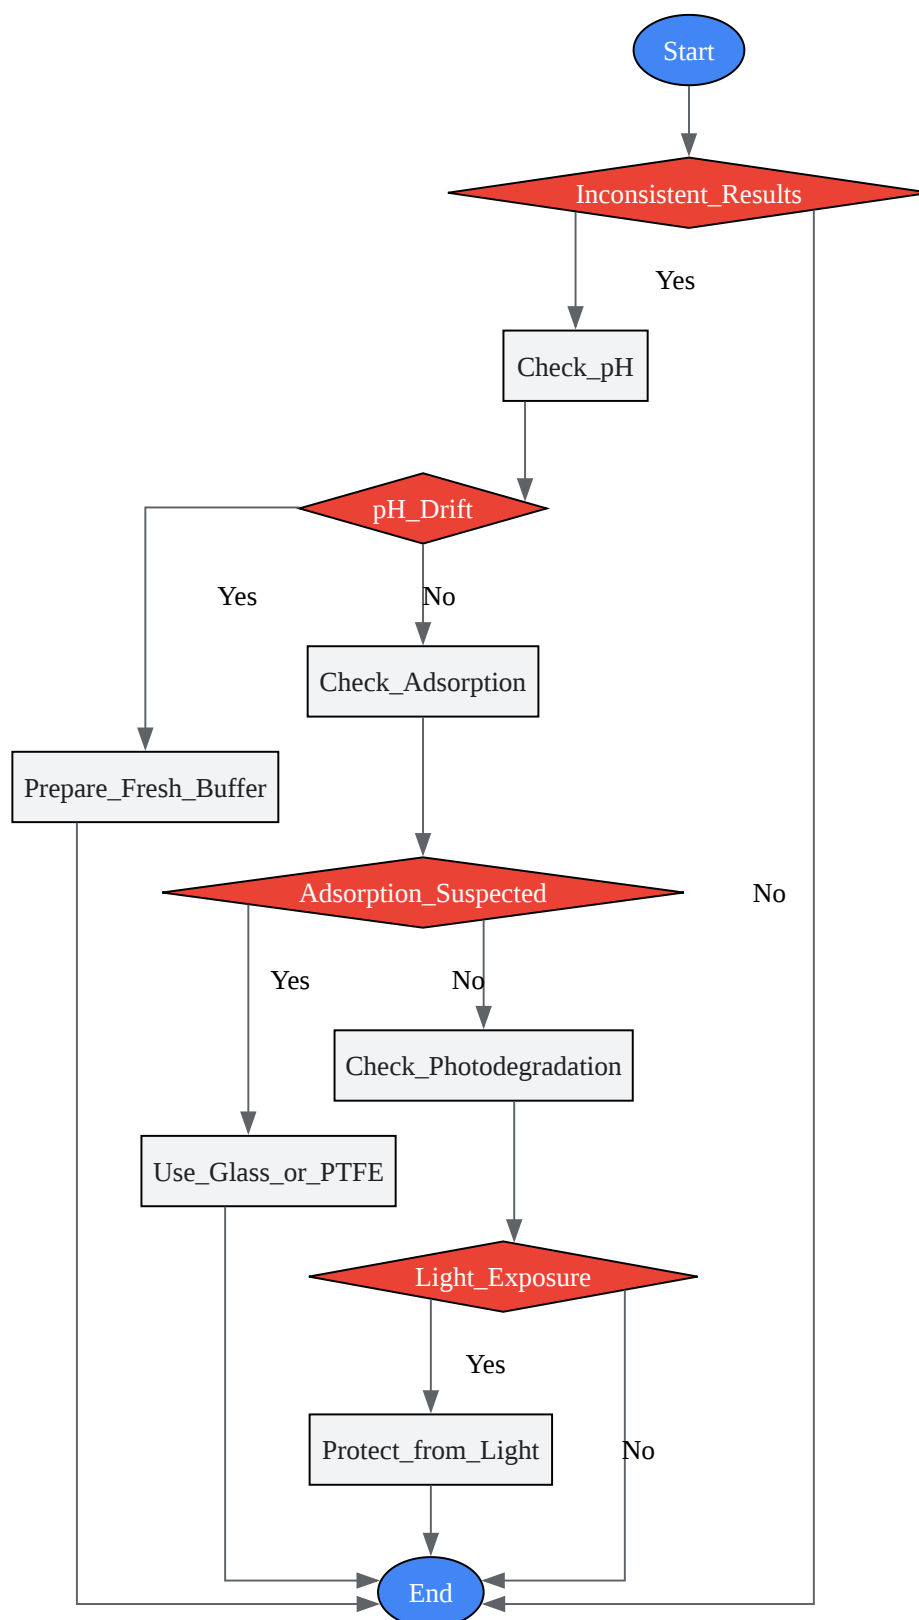 Start
Inconsistent_Results
Yes
Check_pH
pH_Drift
Yes
No
Check_Adsorption
Prepare_Fresh_Buffer
Adsorption_Suspected
No
Yes
No
Check_Photodegradation
Use_Glass_or_PTFE
Light_Exposure
Yes
Protect_from_Light
No
End